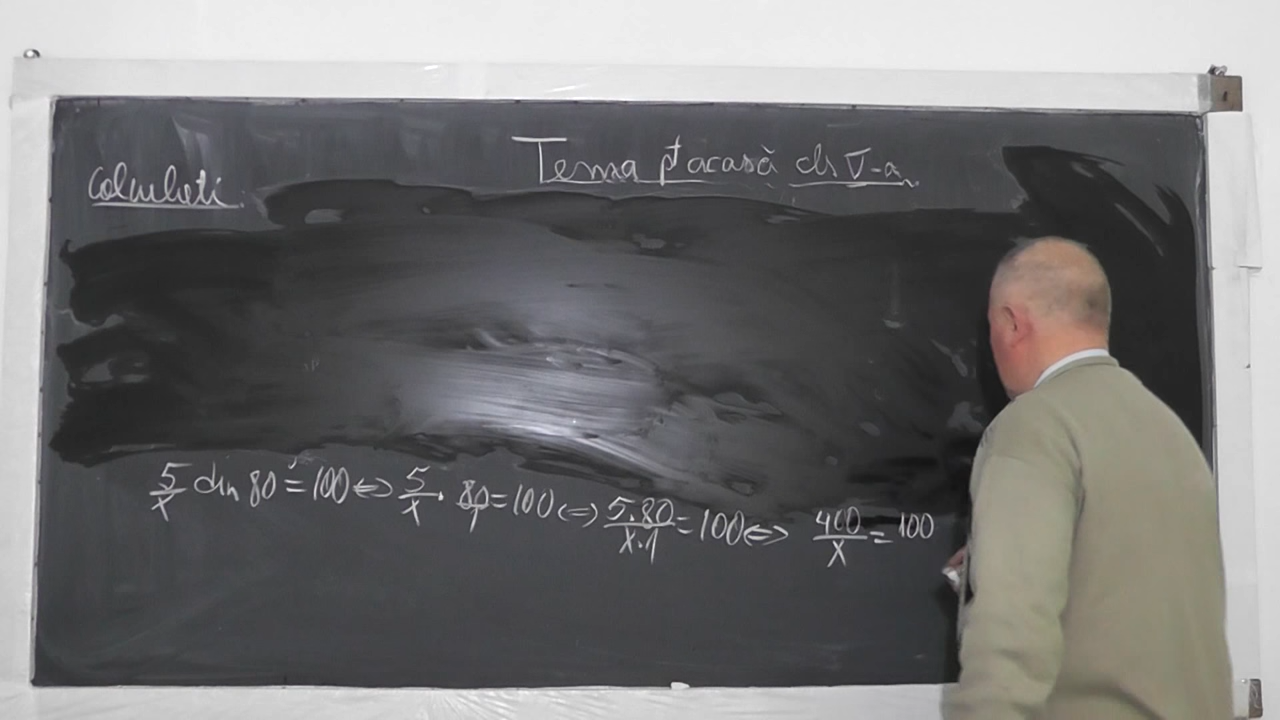 Tema pt acasă cls V-a
Calculați
5/x din 80 = 100 <=> 5/x · 80/1 = 100 <=> 5·80/x·1 = 100 <=> 400/x = 100